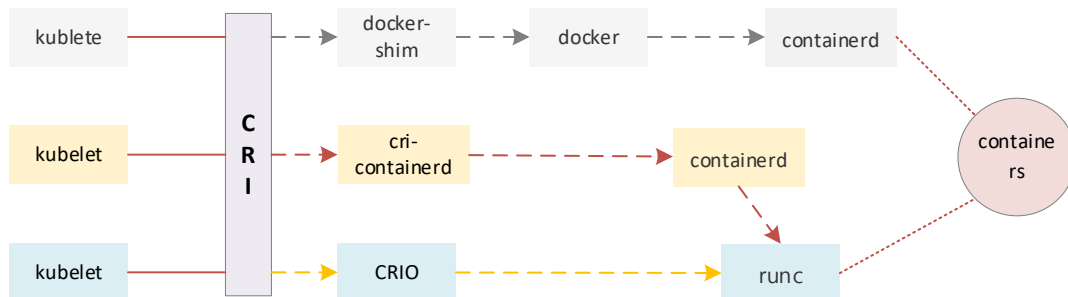 kublete
docker-
shim
docker
containerd
C
R
I
kubelet
cri-
containerd
containerd
containe
rs
kubelet
CRIO
runc